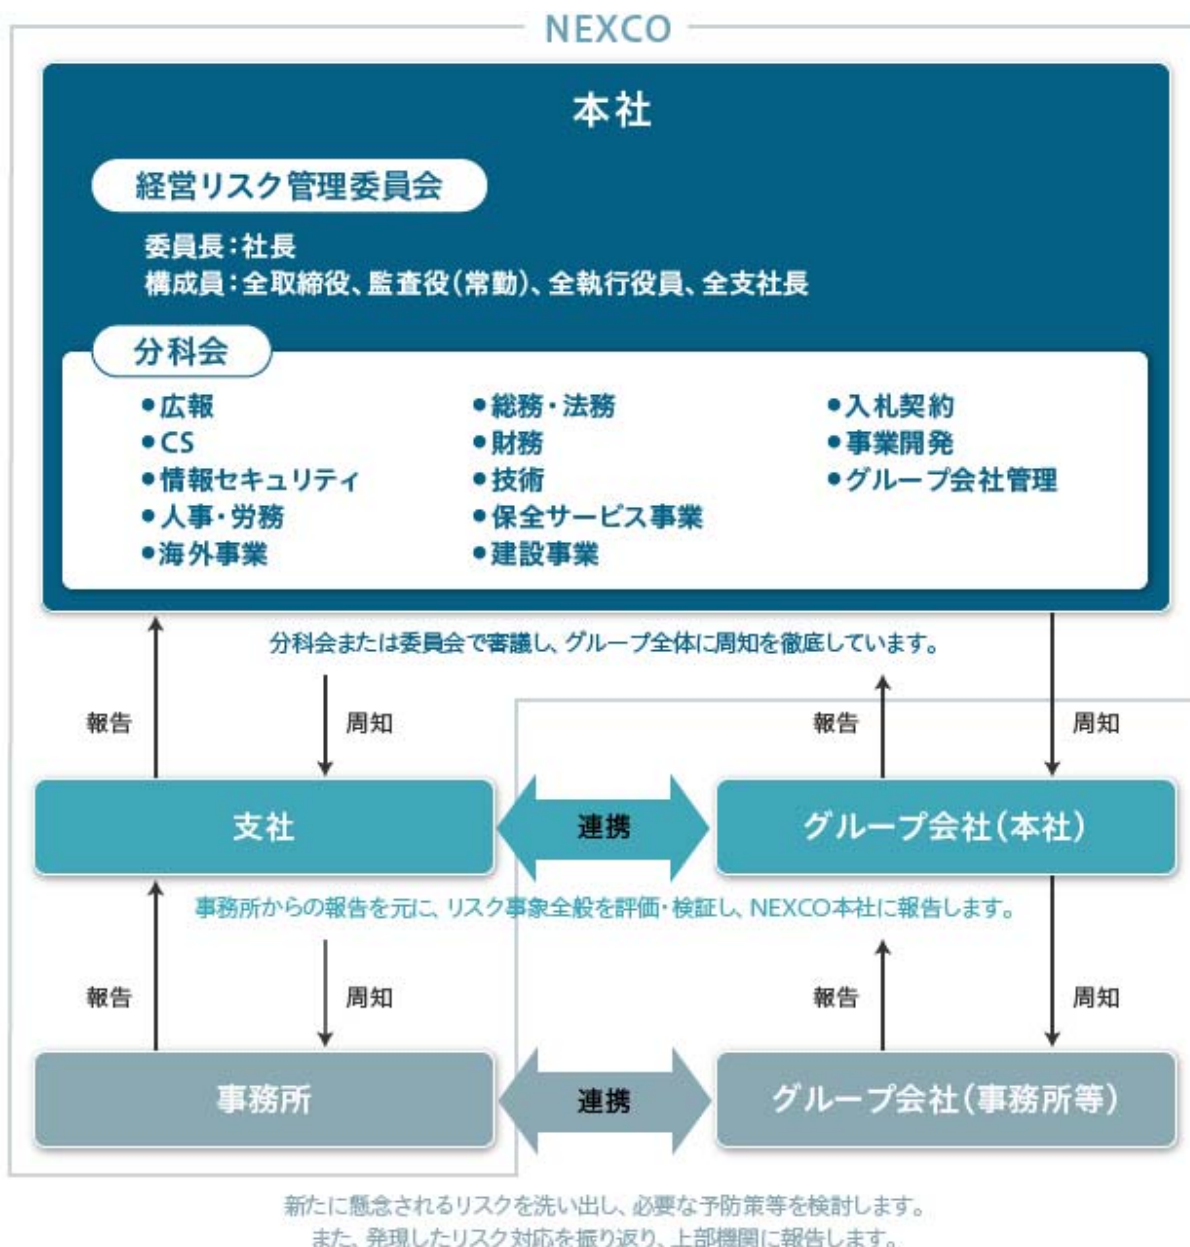 NEXCO
本社
経営リスク管理委員会
委員長：社長
構成員：全取締役、監査役（常勤）、全執行役員、全支社長
分科会
●広報
●CS
●情報セキュリティ
●人事・労務
●海外事業
●総務・法務
●財務
●技術
●保全サービス事業
●建設事業
●入札契約
●事業開発
●グループ会社管理
分科会または委員会で審議し、グループ全体に周知を徹底しています。
報告
周知
報告
周知
支社
連携
グループ会社（本社）
事務所からの報告を元に、リスク事象全般を評価・検証し、NEXCO本社に報告します。
報告
周知
報告
周知
事務所
連携
グループ会社（事務所等）
新たに懸念されるリスクを洗い出し、必要な予防策等を検討します。
また、発現したリスク対応を振り返り、上部機関に報告します。